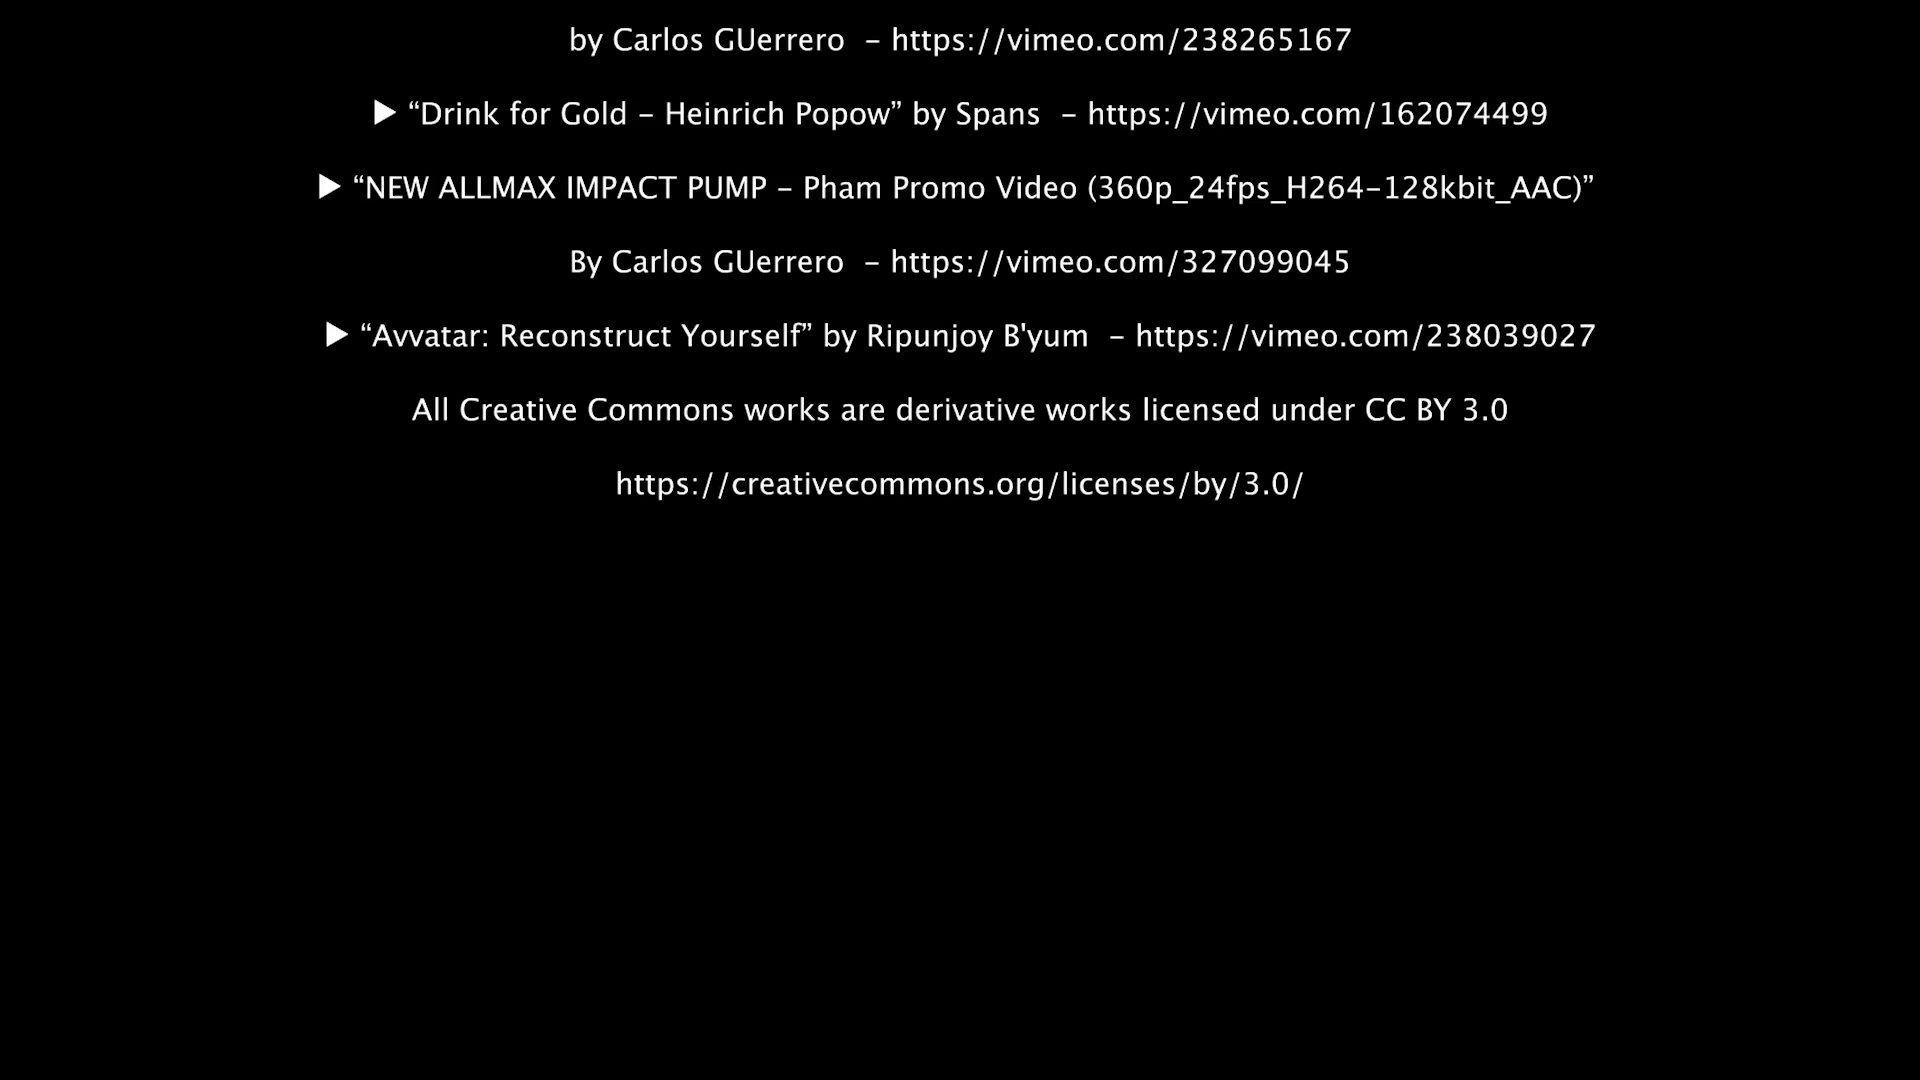 by Carlos GUerrero  – https://vimeo.com/238265167
▶ “Drink for Gold – Heinrich Popow” by Spans  – https://vimeo.com/162074499
▶ “NEW ALLMAX IMPACT PUMP – Pham Promo Video (360p_24fps_H264-128kbit_AAC)”
By Carlos GUerrero  – https://vimeo.com/327099045
▶ “Avvatar: Reconstruct Yourself” by Ripunjoy B'yum  – https://vimeo.com/238039027
All Creative Commons works are derivative works licensed under CC BY 3.0
https://creativecommons.org/licenses/by/3.0/